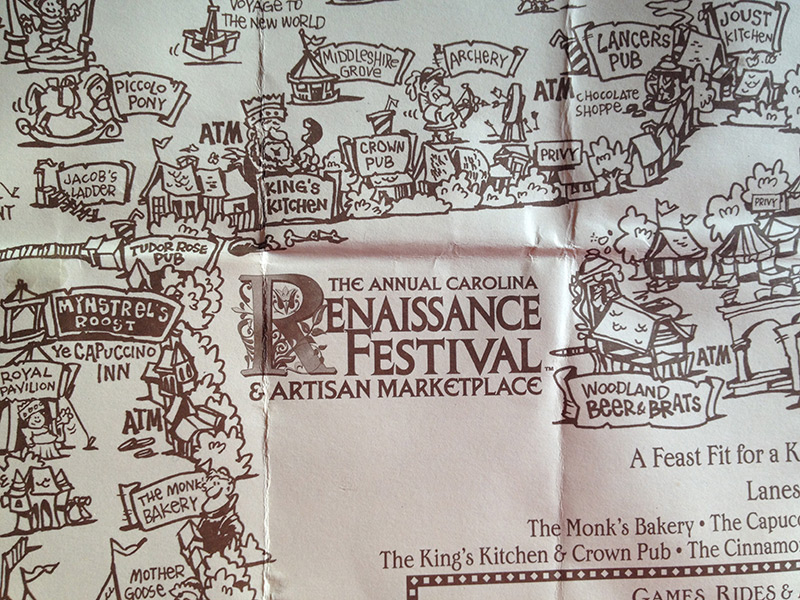 VOYAGE TO
THE NEW WORLD
MIDDLESHIRE
GROVE
ARCHERY
LANCERS
PUB
JOUST
KITCHEN
PICCOLO
PONY
ATM
CHOCOLATE
SHOPPE
ATM
&
CROWN
PUB
PRIVY
JACOB'S
LADDER
KING'S
KITCHEN
PRIVY
NT
TUDOR ROSE
PUB
MINSTREL'S
ROOST
THE ANNUAL CAROLINA
RENAISSANCE
FESTIVAL™
& ARTISAN MARKETPLACE
YE CAPUCCINO
INN
ROYAL
PAVILION
ATM
WOODLAND
BEER & BRATS
ATM
THE MONK'S
BAKERY
A Feast Fit for a K
Lanes
The Monk's Bakery • The Capucc
The King's Kitchen & Crown Pub • The Cinnamo
MOTHER
GOOSE
GAMES, RIDES &